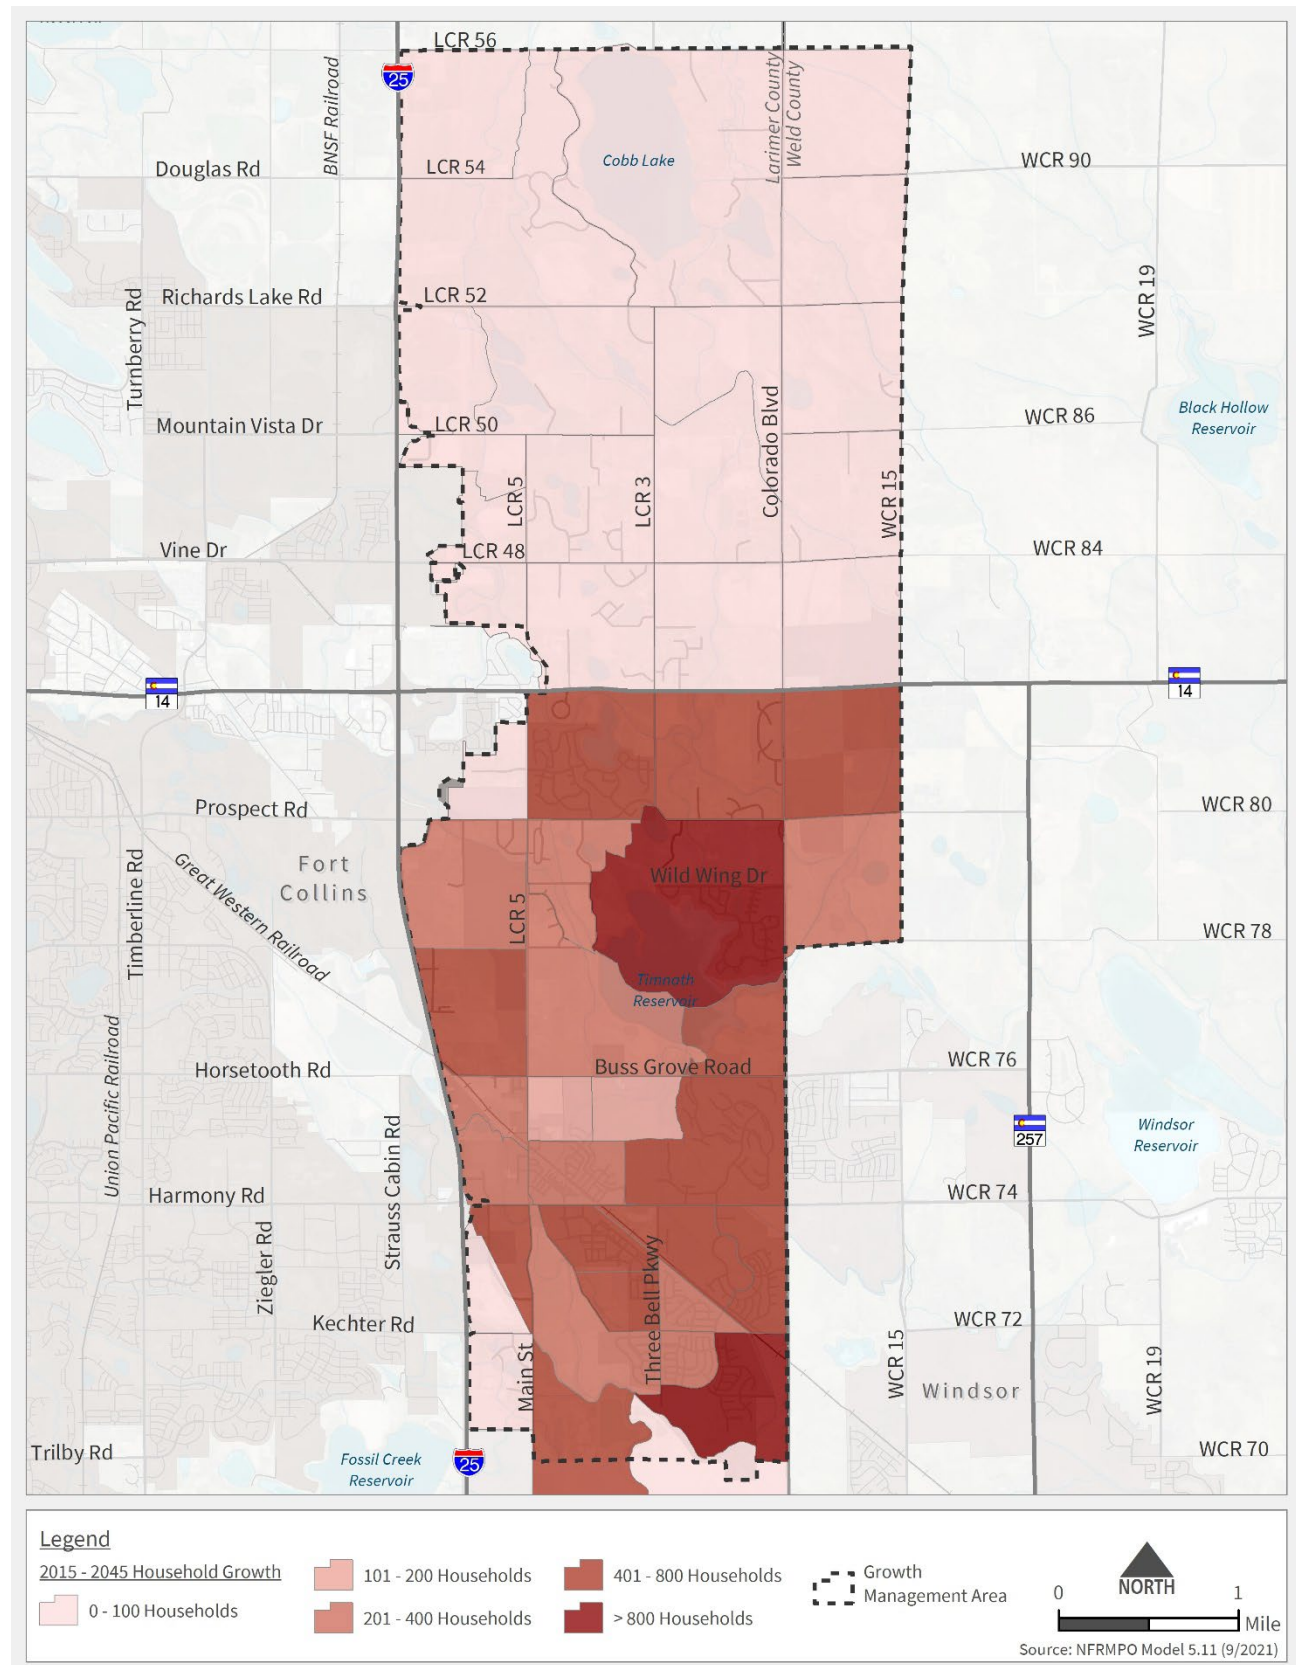 Reservoir
LCR 56
25
BNSF Railroad
Larimer County
Weld County
Cobb Lake
Douglas Rd
LCR 54
WCR 90
Richards Lake Rd
LCR 52
WCR 19
Turnberry Rd
Mountain Vista Dr
LCR 50
Colorado Blvd
WCR 86
Black Hollow
Reservoir
LCR 5
LCR 3
WCR 15
Vine Dr
LCR 48
WCR 84
14
14
Prospect Rd
WCR 80
Fort
Collins
Great Western Railroad
Timberline Rd
LCR 5
Wild Wing Dr
WCR 78
Timnath
Reservoir
Union Pacific Railroad
Horsetooth Rd
Buss Grove Road
WCR 76
Strauss Cabin Rd
257
Windsor
Reservoir
Harmony Rd
WCR 74
Ziegler Rd
Three Bell Pkwy
Kechter Rd
WCR 72
Main St
WCR 15
Windsor
WCR 19
Trilby Rd
Fossil Creek
Reservoir
25
WCR 70
Legend
2015 - 2045 Household Growth
0 - 100 Households
101 - 200 Households
201 - 400 Households
401 - 800 Households
> 800 Households
Growth
Management Area
NORTH
0 1
Mile
Source: NFRMPO Model 5.11 (9/2021)